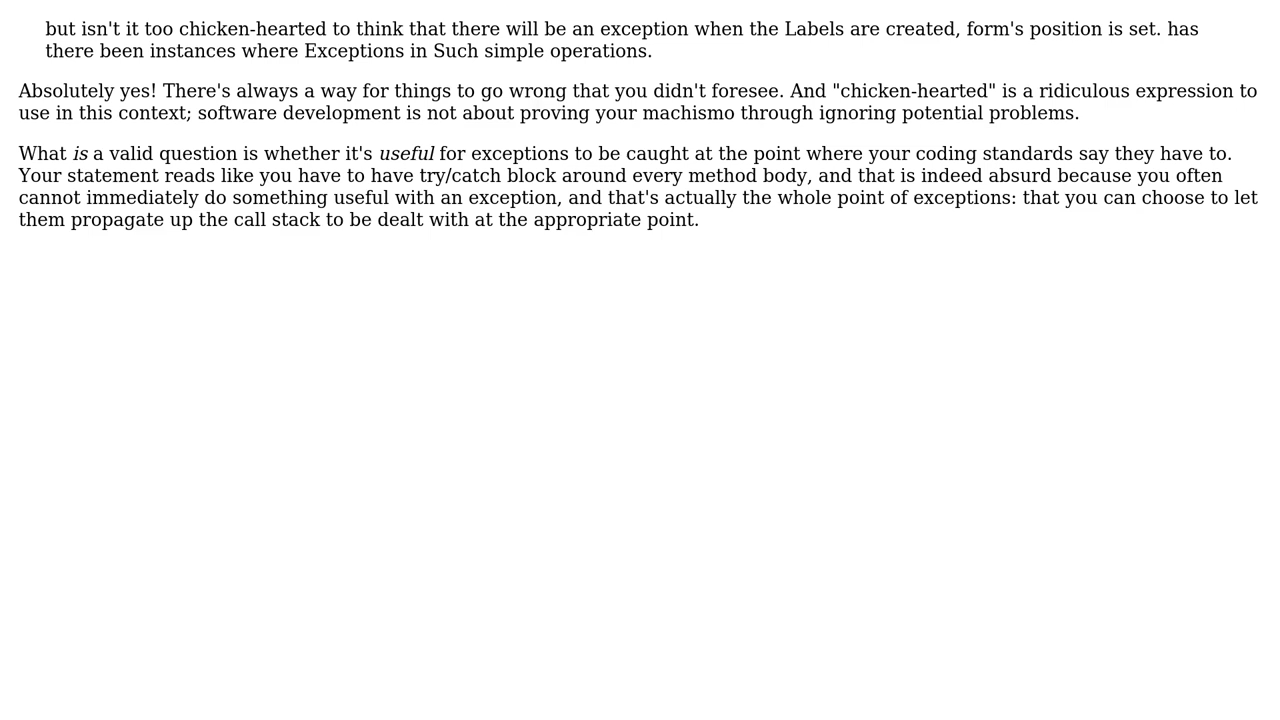 but isn't it too chicken-hearted to think that there will be an exception when the Labels are created, form's position is set. has
there been instances where Exceptions in Such simple operations.
Absolutely yes! There's always a way for things to go wrong that you didn't foresee. And "chicken-hearted" is a ridiculous expression to
use in this context; software development is not about proving your machismo through ignoring potential problems.
What is a valid question is whether it's useful for exceptions to be caught at the point where your coding standards say they have to.
Your statement reads like you have to have try/catch block around every method body, and that is indeed absurd because you often
cannot immediately do something useful with an exception, and that's actually the whole point of exceptions: that you can choose to let
them propagate up the call stack to be dealt with at the appropriate point.